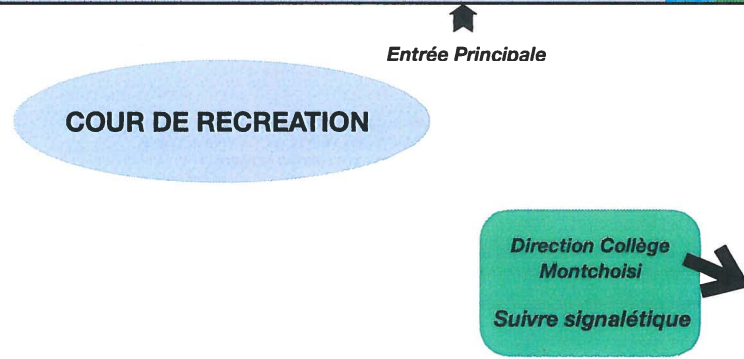 Entrée Principale
COUR DE RECREATION
Direction Collège
Montchoisi
Suivre signalétique